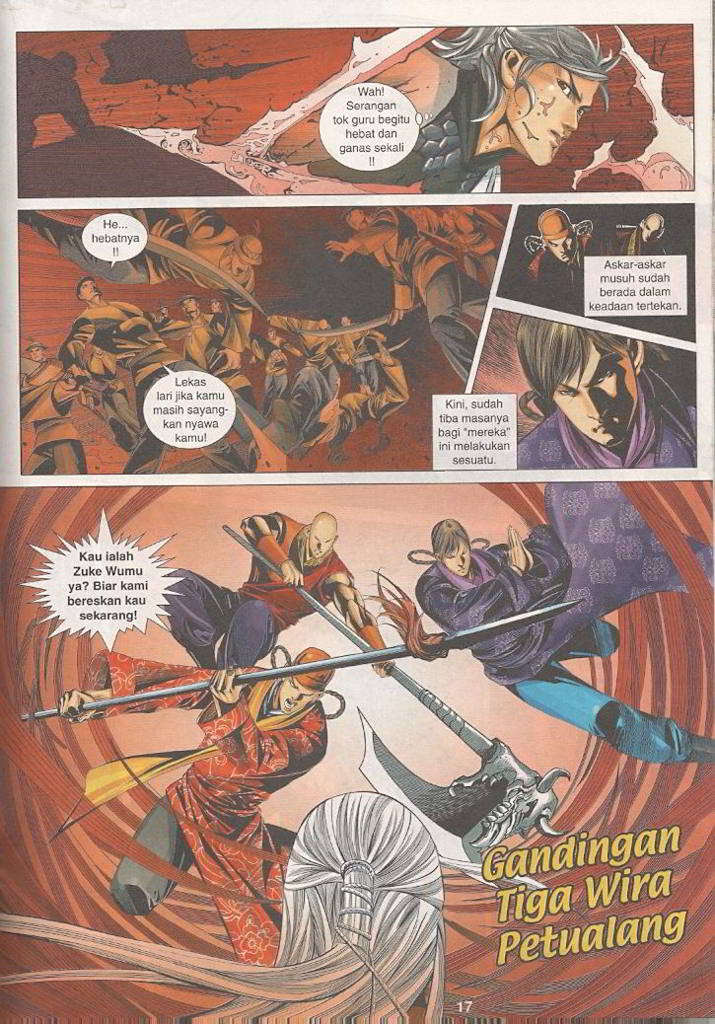 Wah!
Serangan
tok guru begitu
hebat dan
ganas sekali
!!
He...
hebatnya
!!
Lekas
lari jika kamu
masih sayang-
kan nyawa
kamu!
Askar-askar
musuh sudah
berada dalam
keadaan tertekan.
Kini, sudah
tiba masanya
bagi "mereka"
ini melakukan
sesuatu.
Kau ialah
Zuke Wumu
ya? Biar kami
bereskan kau
sekarang!
Gandingan
Tiga Wira
Petualang
17